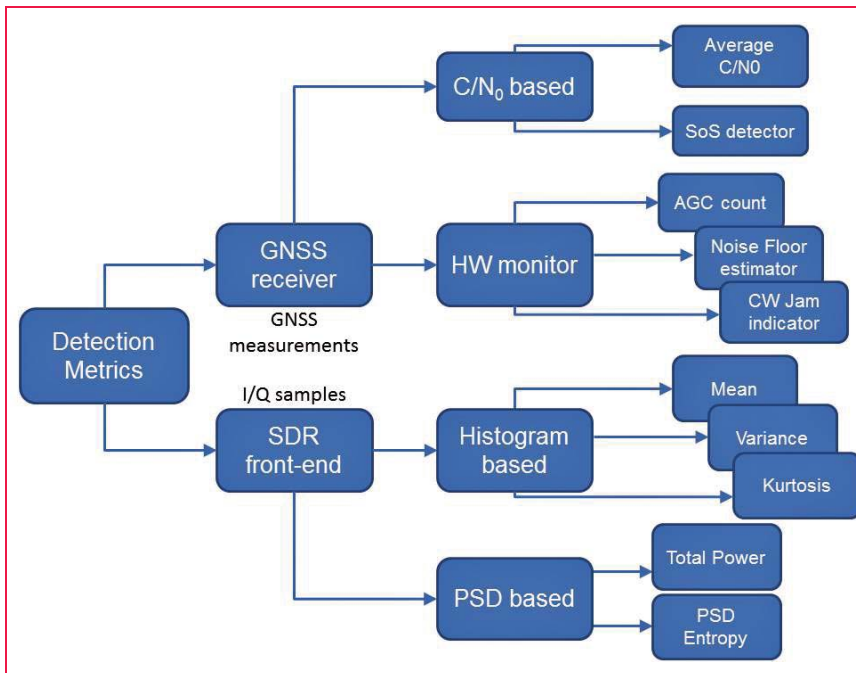 Average
C/N0
C/N₀ based
SoS detector
AGC count
GNSS
receiver
HW monitor
Noise Floor
estimator
CW Jam
indicator
GNSS
measurements
Detection
Metrics
I/Q samples
SDR
front-end
Histogram
based
Mean
Variance
Kurtosis
PSD based
Total Power
PSD
Entropy